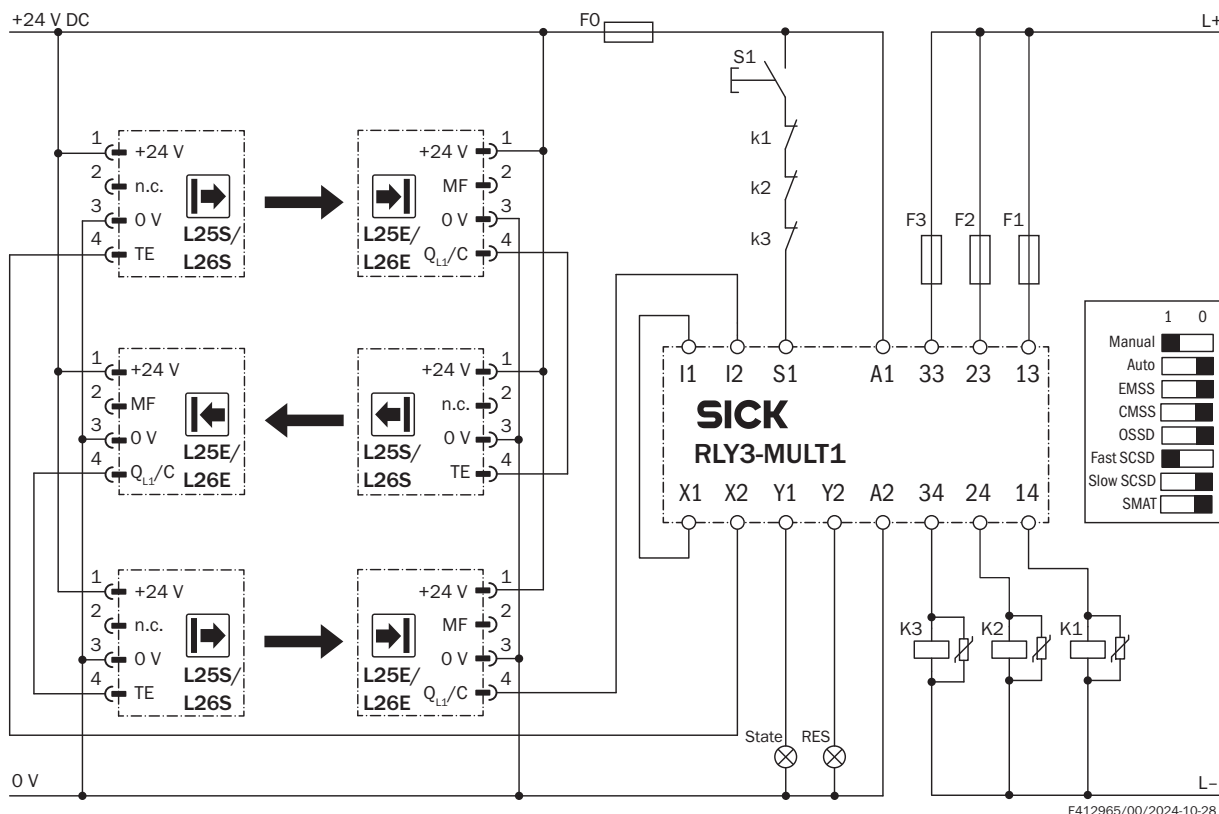 +24 V DC
F0
L+
S1
k1
k2
k3
F3 F2 F1
1 +24 V
2 n.c.
3 0 V
4 TE
L25S/
L26S
+24 V 1
MF 2
0 V 3
QL1/C 4
L25E/
L26E
1 +24 V
2 MF
3 0 V
4 QL1/C
L25E/
L26E
+24 V 1
n.c. 2
0 V 3
TE 4
L25S/
L26S
1 +24 V
2 n.c.
3 0 V
4 TE
L25S/
L26S
+24 V 1
MF 2
0 V 3
QL1/C 4
L25E/
L26E
I1 I2 S1 A1 33 23 13
SICK
RLY3-MULT1
X1 X2 Y1 Y2 A2 34 24 14
1 0
Manual
Auto
EMSS
CMSS
OSSD
Fast SCSD
Slow SCSD
SMAT
K3 K2 K1
State RES
0 V
L−
F412965/00/2024-10-28